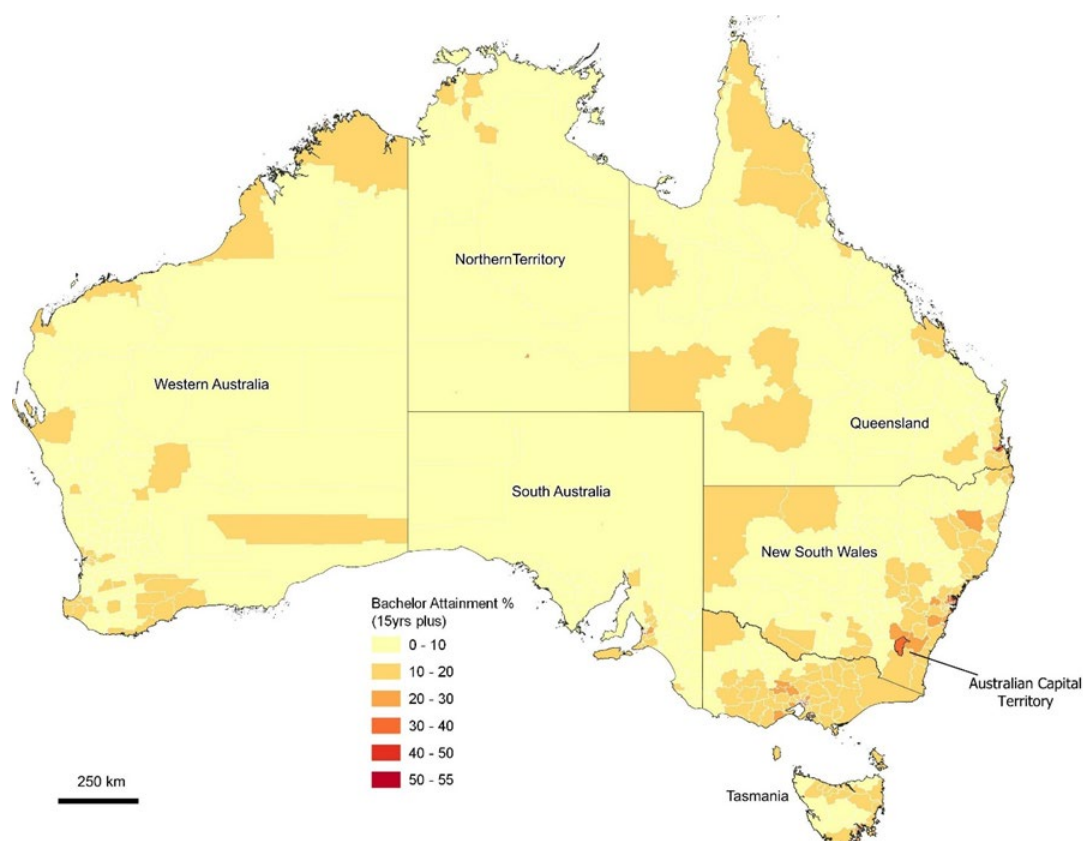 NorthernTerritory
Western Australia
Queensland
South Australia
New South Wales
Bachelor Attainment %
(15yrs plus)
0 - 10
10 - 20
20 - 30
30 - 40
40 - 50
50 - 55
Australian Capital
Territory
250 km
Tasmania